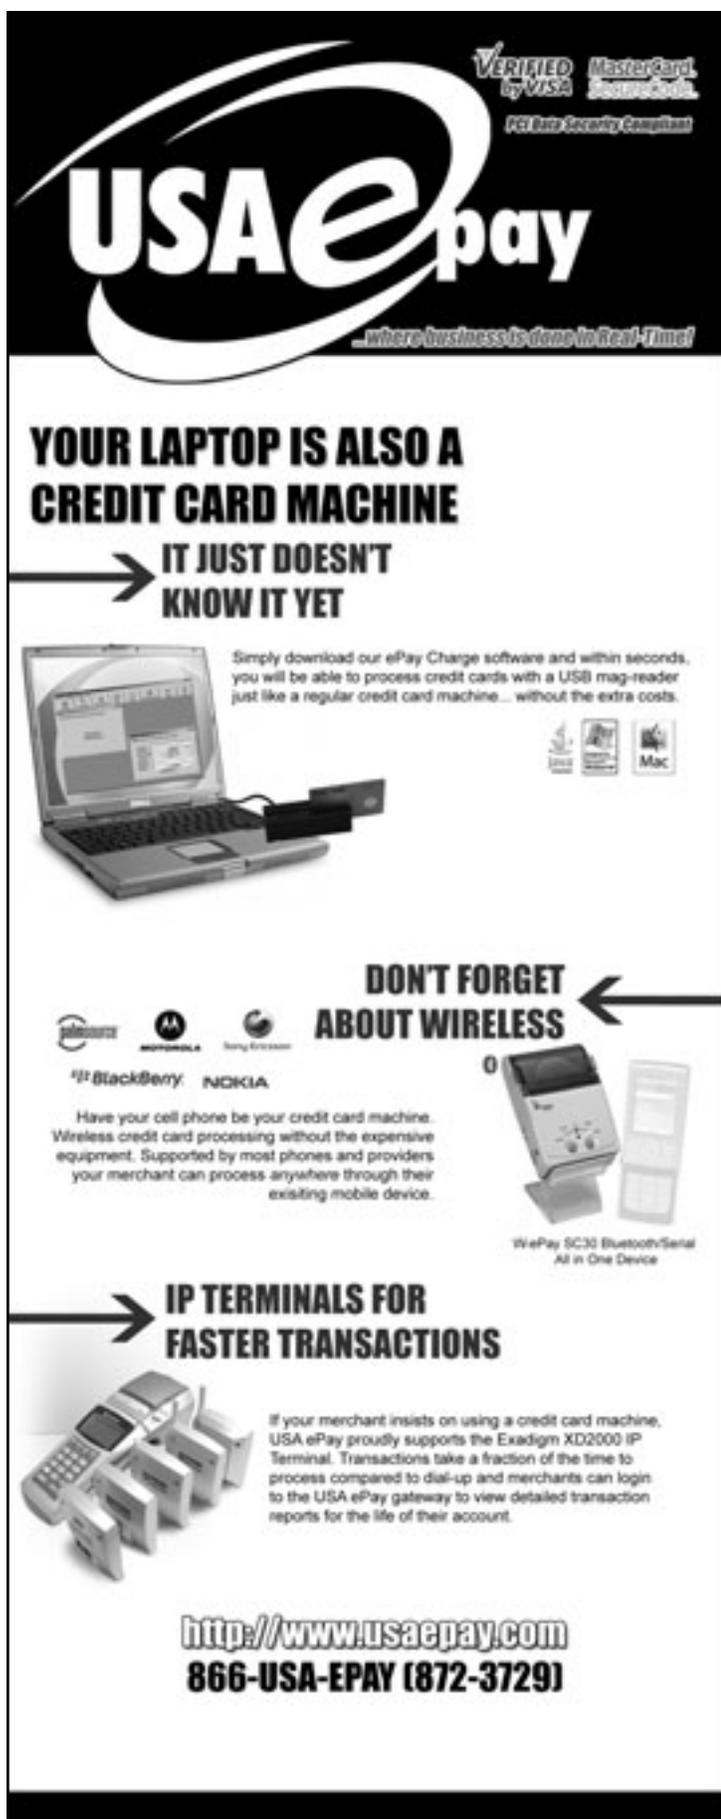 VERIFIED
by VISA
MasterCard.
SecureCode.
PCI Data Security Compliant
USAepay
...where business is done in Real-Time!
YOUR LAPTOP IS ALSO A
CREDIT CARD MACHINE
IT JUST DOESN'T
KNOW IT YET
Simply download our ePay Charge software and within seconds,
you will be able to process credit cards with a USB mag-reader
just like a regular credit card machine... without the extra costs.
Java
Mac
DON'T FORGET
ABOUT WIRELESS
palmsource
MOTOROLA
Sony Ericsson
BlackBerry.
NOKIA
Have your cell phone be your credit card machine.
Wireless credit card processing without the expensive
equipment. Supported by most phones and providers
your merchant can process anywhere through their
exisiting mobile device.
W-ePay SC30 Bluetooth/Serial
All in One Device
IP TERMINALS FOR
FASTER TRANSACTIONS
If your merchant insists on using a credit card machine,
USA ePay proudly supports the Exadigm XD2000 IP
Terminal. Transactions take a fraction of the time to
process compared to dial-up and merchants can login
to the USA ePay gateway to view detailed transaction
reports for the life of their account.
http://www.usaepay.com
866-USA-EPAY (872-3729)